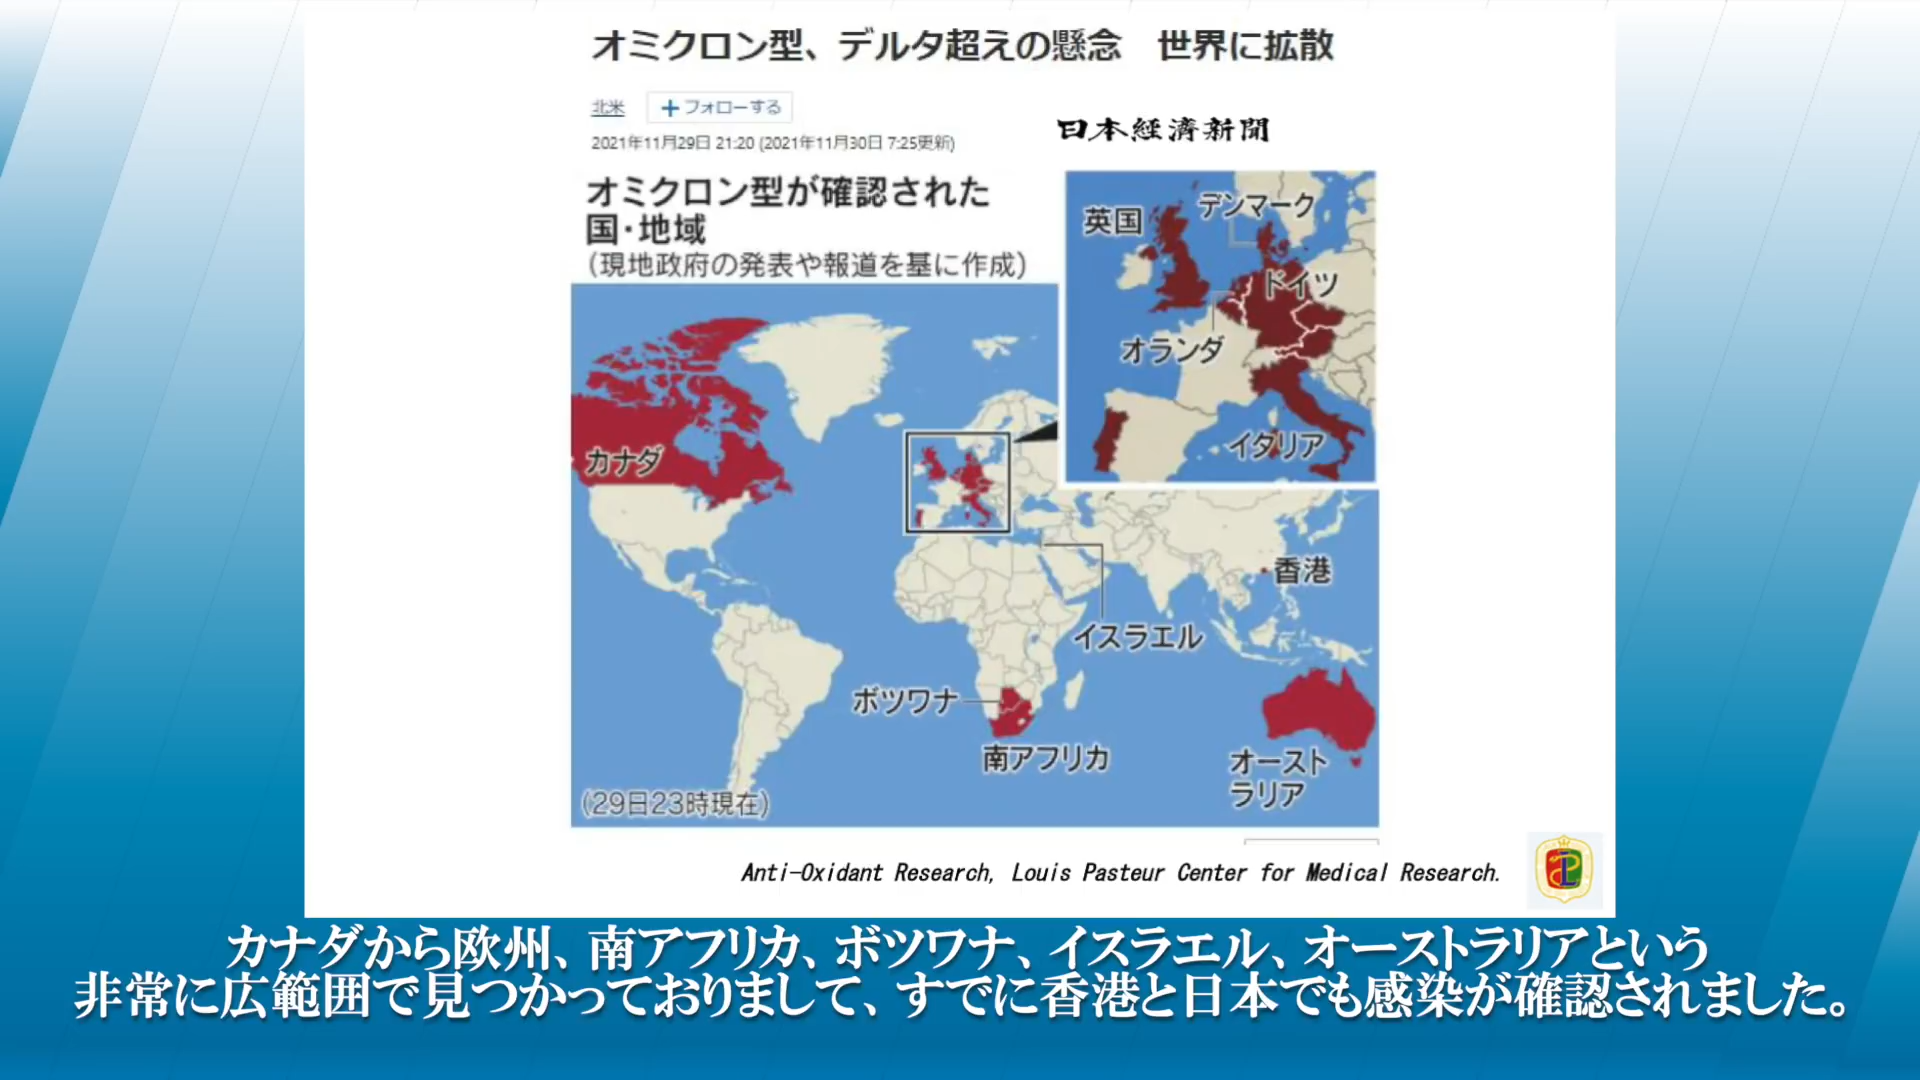 オミクロン型、デルタ超えの懸念　世界に拡散
北米
＋フォローする
2021年11月29日 21:20 (2021年11月30日 7:25更新)
日本経済新聞
オミクロン型が確認された
国・地域
（現地政府の発表や報道を基に作成）
英国
デンマーク
ドイツ
オランダ
イタリア
カナダ
香港
イスラエル
ボツワナ
南アフリカ
オースト
ラリア
(29日23時現在)
Anti-Oxidant Research, Louis Pasteur Center for Medical Research.
カナダから欧州、南アフリカ、ボツワナ、イスラエル、オーストラリアという
非常に広範囲で見つかっておりまして、すでに香港と日本でも感染が確認されました。